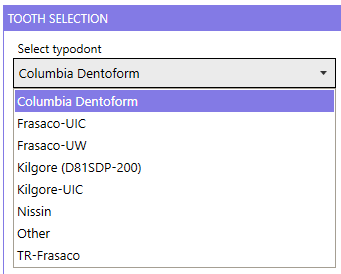 TOOTH SELECTION
Select typodont
Columbia Dentoform
Columbia Dentoform
Frasaco-UIC
Frasaco-UW
Kilgore (D81SDP-200)
Kilgore-UIC
Nissin
Other
TR-Frasaco